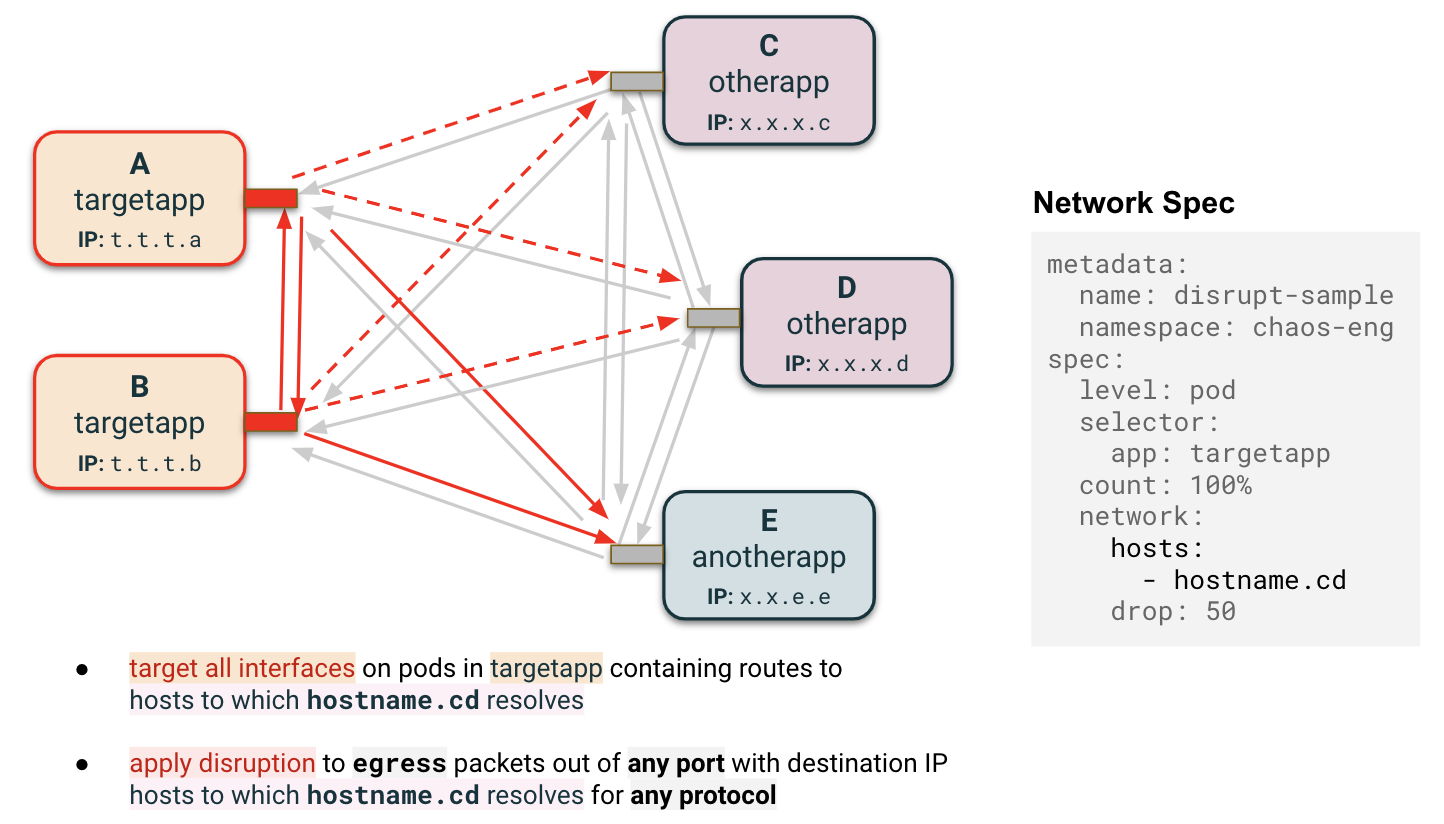 C
otherapp
IP: x.x.x.c
A
targetapp
IP: t.t.t.a
D
otherapp
IP: x.x.x.d
B
targetapp
IP: t.t.t.b
E
anotherapp
IP: x.x.e.e
Network Spec
metadata:
  name: disrupt-sample
  namespace: chaos-eng
spec:
  level: pod
  selector:
    app: targetapp
  count: 100%
  network:
    hosts:
      - hostname.cd
    drop: 50
● target all interfaces on pods in targetapp containing routes to
hosts to which hostname.cd resolves
● apply disruption to egress packets out of any port with destination IP
hosts to which hostname.cd resolves for any protocol